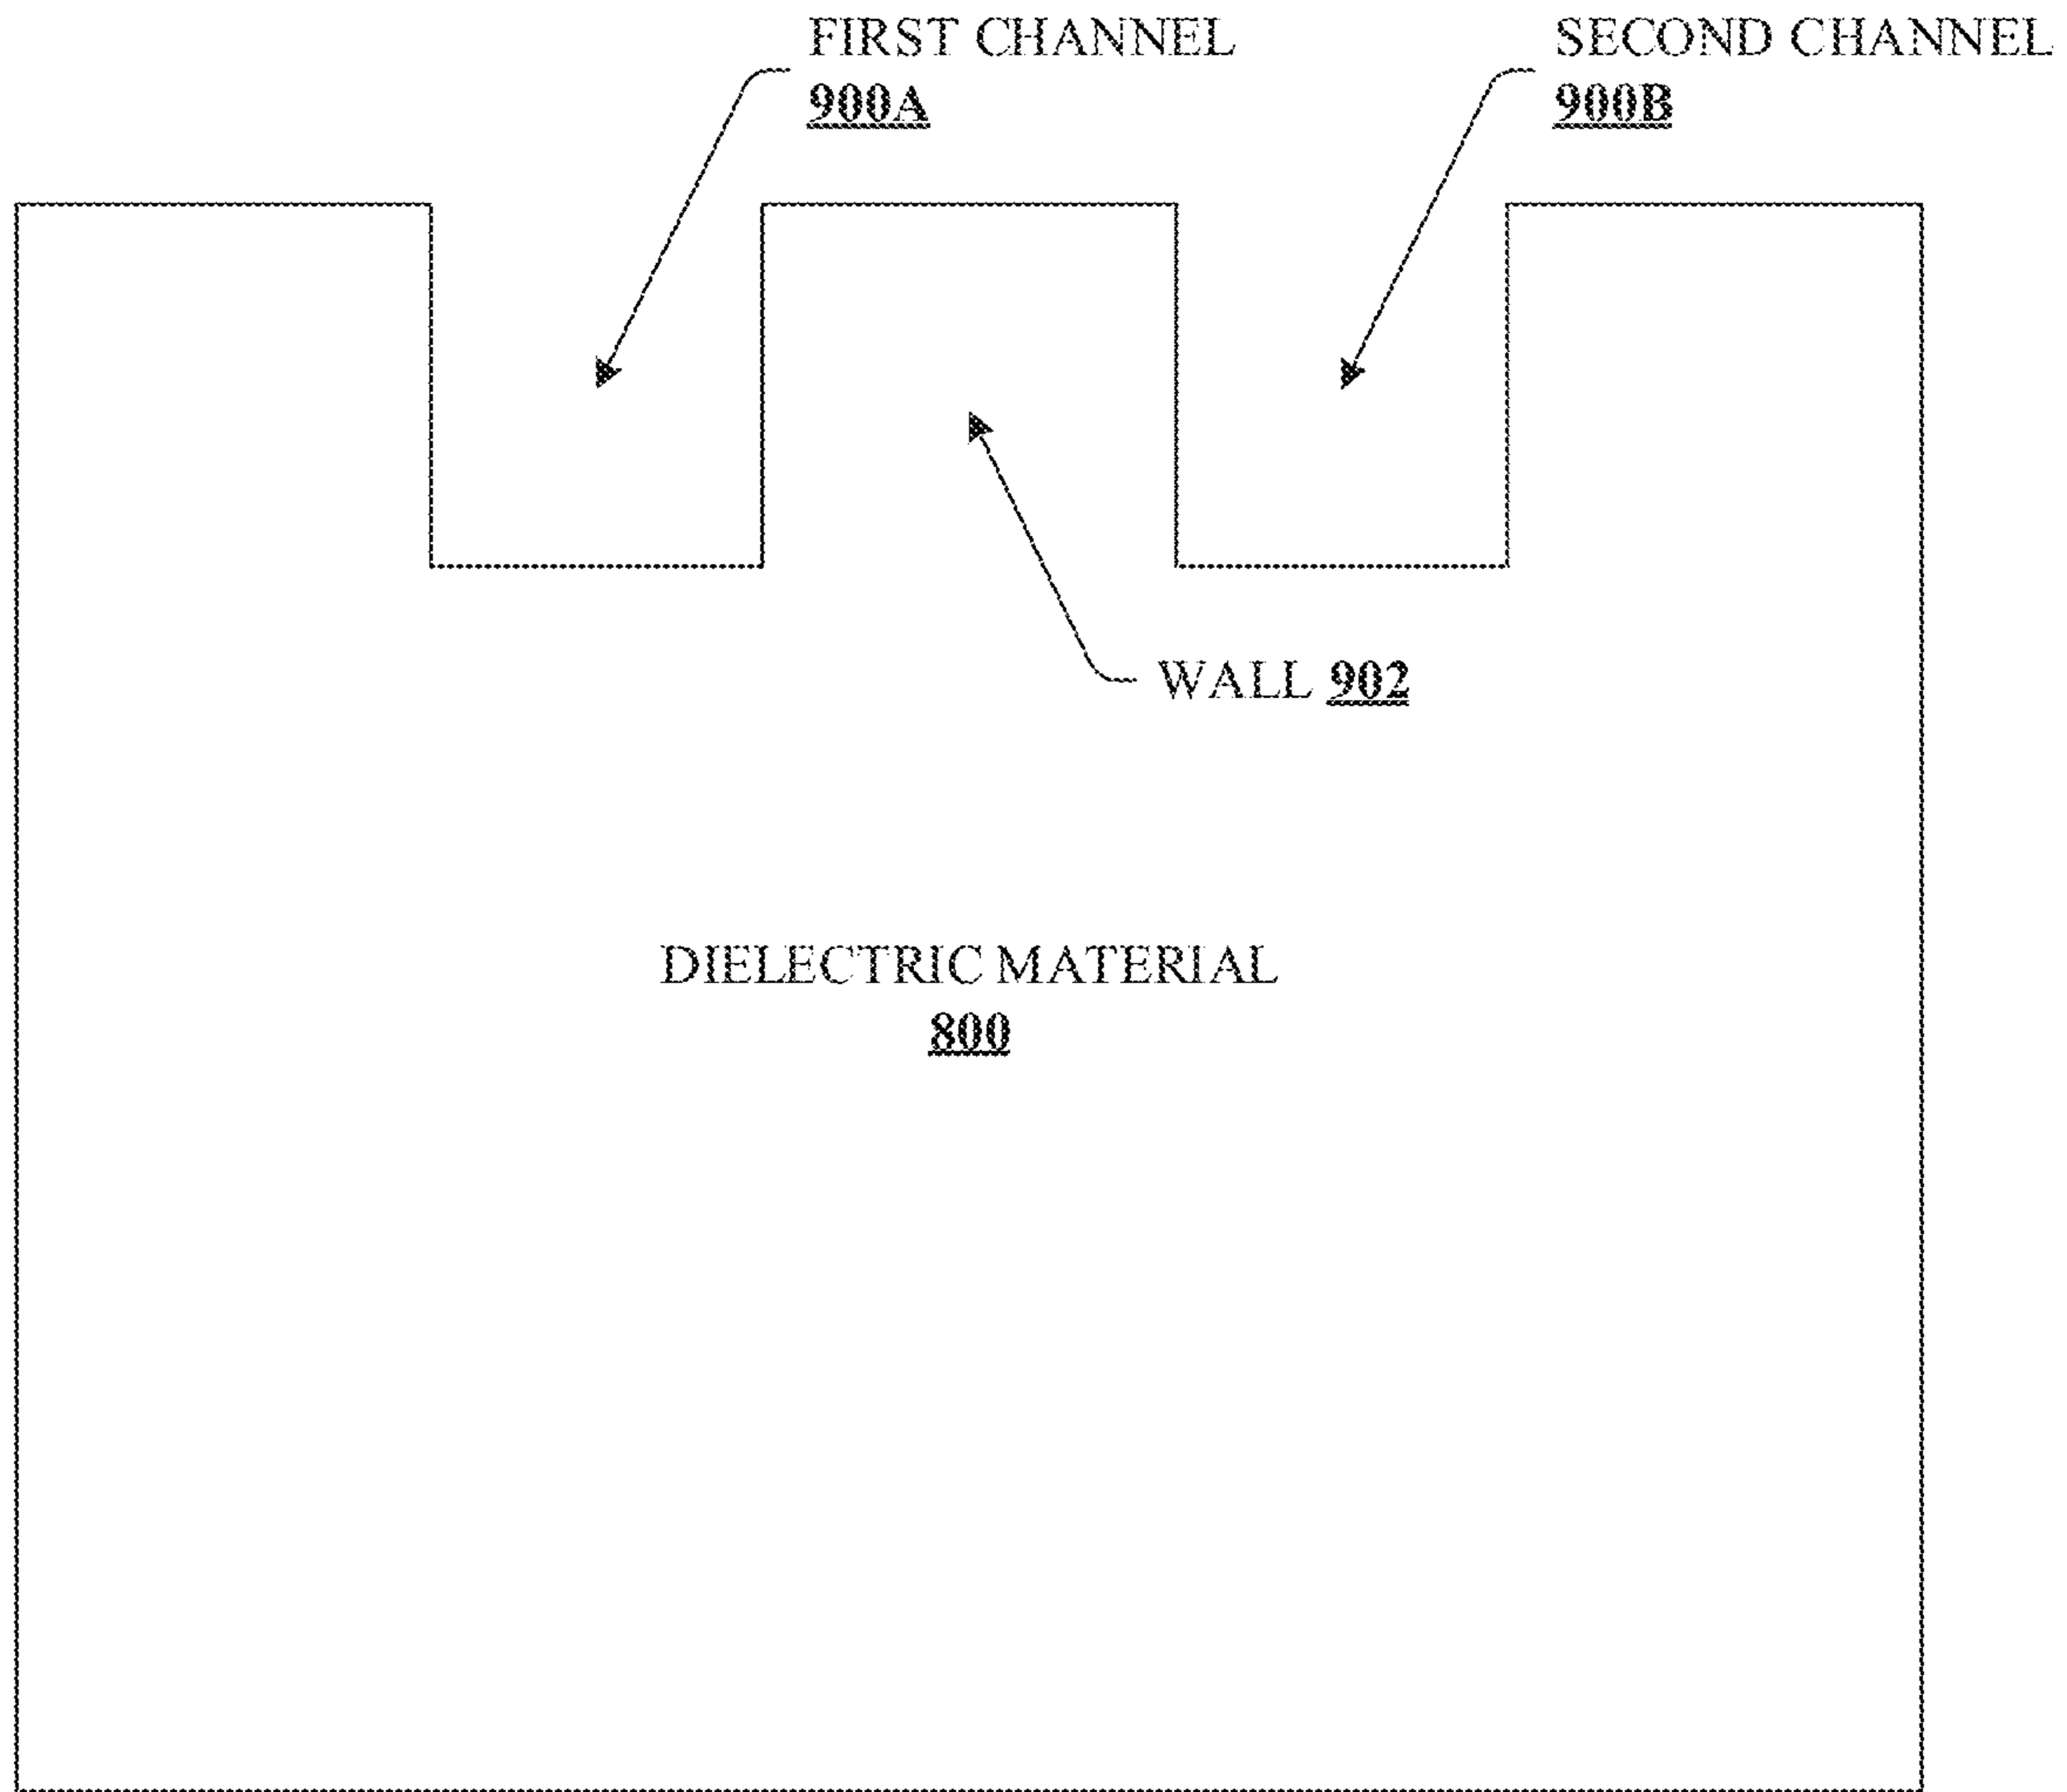 FIRST CHANNEL
900A
SECOND CHANNEL
900B
WALL 902
DIELECTRIC MATERIAL
800